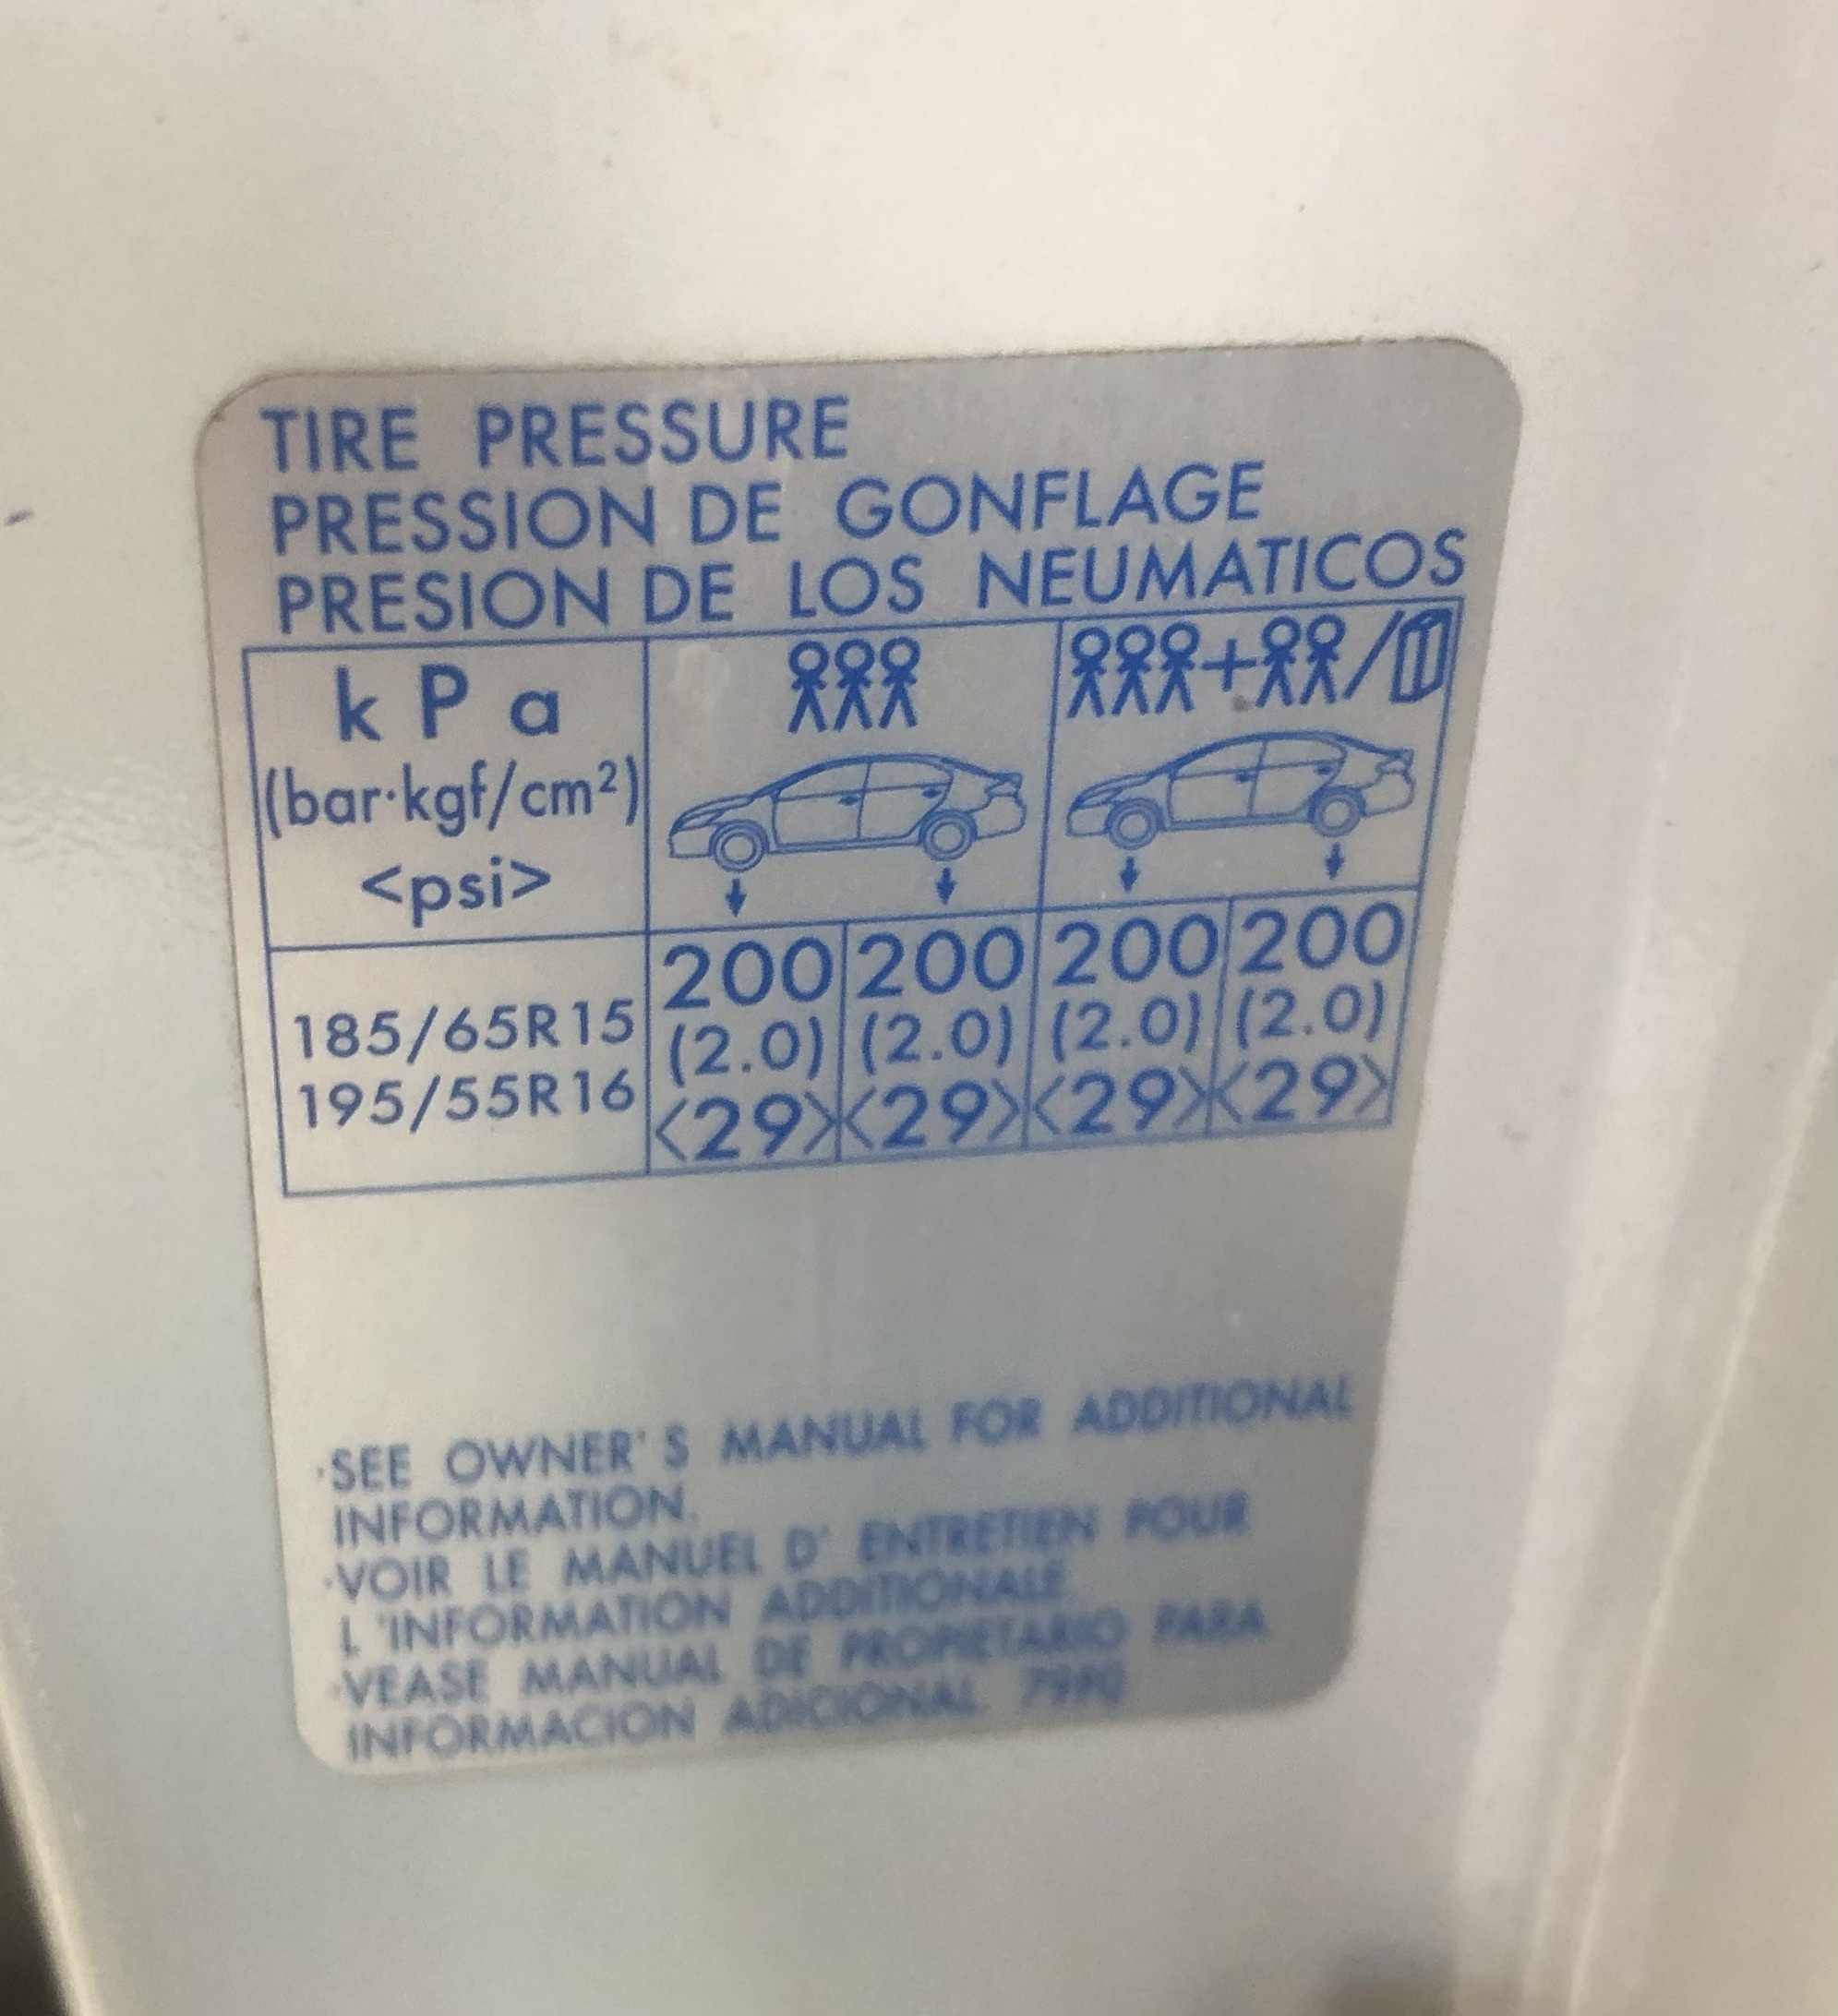 TIRE PRESSURE
PRESSION DE GONFLAGE
PRESION DE LOS NEUMATICOS
kPa
(bar·kgf/cm²)
<psi>
185/65R15
195/55R16
200 200 200 200
(2.0) (2.0) (2.0) (2.0)
<29> <29> <29> <29>
·SEE OWNER'S MANUAL FOR ADDITIONAL
INFORMATION.
·VOIR LE MANUEL D' ENTRETIEN POUR
L'INFORMATION ADDITIONALE
·VEASE MANUAL DE PROPIETARIO PARA
INFORMACION ADICIONAL